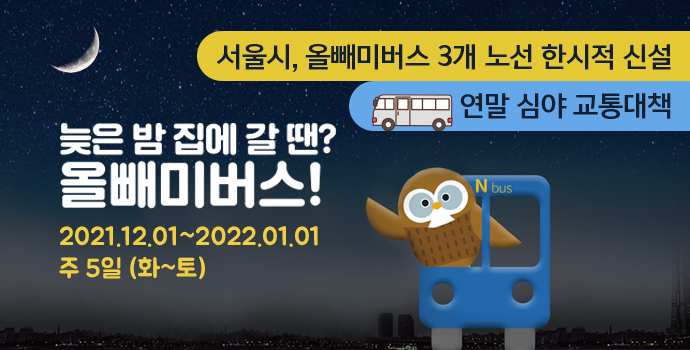 서울시, 올빼미버스 3개 노선 한시적 신설
연말 심야 교통대책
늦은 밤 집에 갈 땐?
올빼미버스!
2021.12.01~2022.01.01
주 5일 (화~토)
N bus